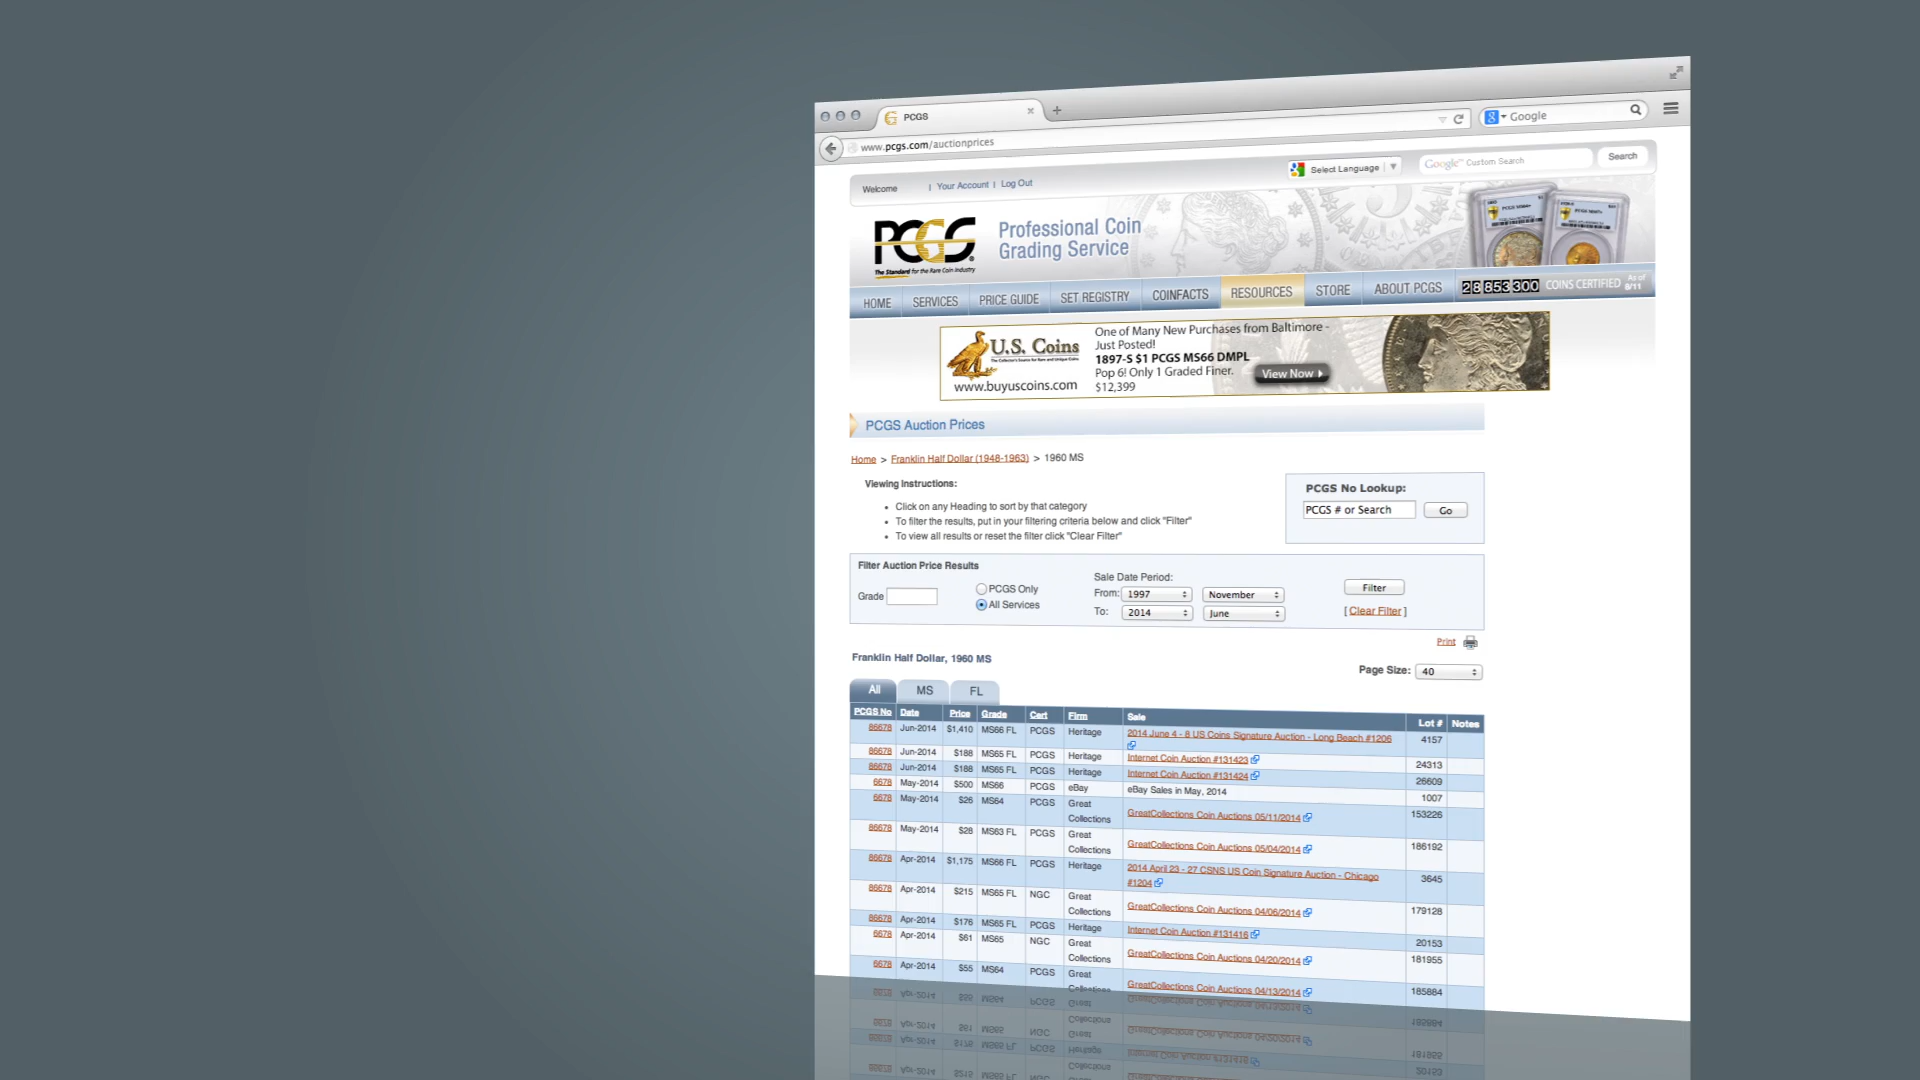 PCGS
www.pcgs.com/auctionprices
Google
Welcome | Your Account | Log Out
Select Language
Google™ Custom Search
Search
PCGS
The Standard for the Rare Coin Industry
Professional Coin
Grading Service
HOME SERVICES PRICE GUIDE SET REGISTRY COINFACTS RESOURCES STORE ABOUT PCGS 28 853 300 COINS CERTIFIED As of 8/11
U.S. Coins
www.buyuscoins.com
One of Many New Purchases from Baltimore -
Just Posted!
1897-S $1 PCGS MS66 DMPL
Pop 6! Only 1 Graded Finer.
$12,399
View Now
PCGS Auction Prices
Home > Franklin Half Dollar (1948-1963) > 1960 MS
Viewing Instructions:
Click on any Heading to sort by that category
To filter the results, put in your filtering criteria below and click "Filter"
To view all results or reset the filter click "Clear Filter"
PCGS No Lookup:
PCGS # or Search Go
Filter Auction Price Results
Grade
PCGS Only
All Services
Sale Date Period:
From: 1997 November
To: 2014 June
Filter
[ Clear Filter ]
Print
Franklin Half Dollar, 1960 MS
Page Size: 40
All MS FL
PCGS No Date Price Grade Cert Firm Sale Lot # Notes
86678 Jun-2014 $1,410 MS66 FL PCGS Heritage 2014 June 4 - 8 US Coins Signature Auction - Long Beach #1206 4157
86678 Jun-2014 $188 MS65 FL PCGS Heritage Internet Coin Auction #131423 24313
86678 Jun-2014 $188 MS65 FL PCGS Heritage Internet Coin Auction #131424 26609
6678 May-2014 $500 MS66 PCGS eBay eBay Sales in May, 2014 1007
6678 May-2014 $26 MS64 PCGS Great Collections GreatCollections Coin Auctions 05/11/2014 153226
86678 May-2014 $28 MS63 FL PCGS Great Collections GreatCollections Coin Auctions 05/04/2014 186192
86678 Apr-2014 $1,175 MS66 FL PCGS Heritage 2014 April 23 - 27 CSNS US Coin Signature Auction - Chicago #1204 3645
86678 Apr-2014 $215 MS65 FL NGC Great Collections GreatCollections Coin Auctions 04/06/2014 179128
86678 Apr-2014 $176 MS65 FL PCGS Heritage Internet Coin Auction #131416 20153
6678 Apr-2014 $61 MS65 NGC Great Collections GreatCollections Coin Auctions 04/20/2014 181955
6678 Apr-2014 $55 MS64 PCGS Great Collections GreatCollections Coin Auctions 04/13/2014 185884